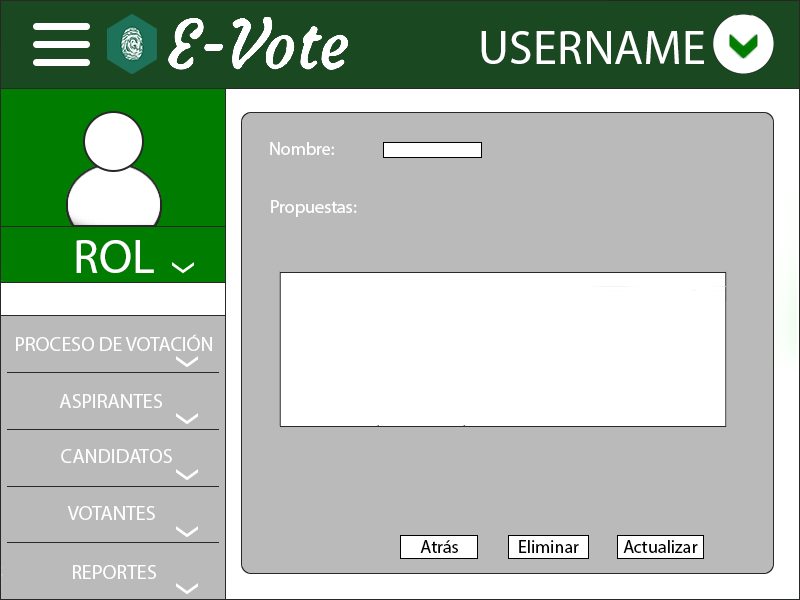 E-Vote
USERNAME
ROL
PROCESO DE VOTACIÓN
ASPIRANTES
CANDIDATOS
VOTANTES
REPORTES
Nombre:
Propuestas:
Atrás
Eliminar
Actualizar